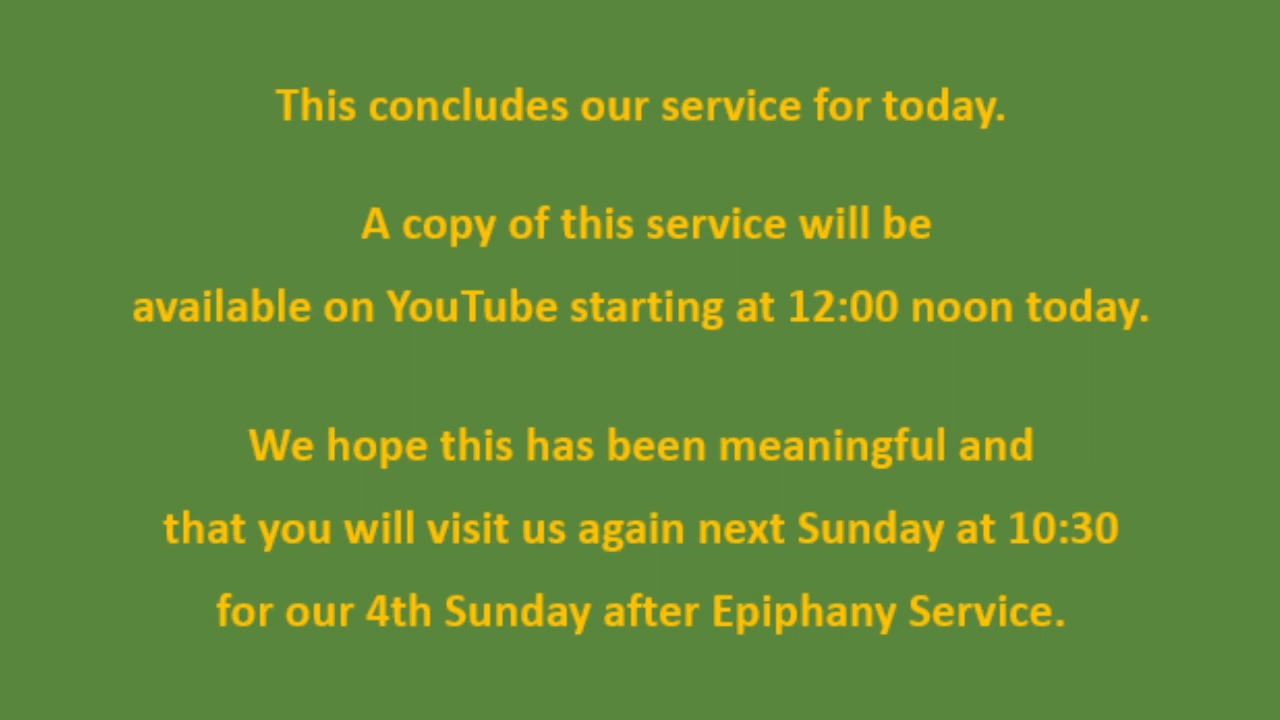 This concludes our service for today.
A copy of this service will be
available on YouTube starting at 12:00 noon today.
We hope this has been meaningful and
that you will visit us again next Sunday at 10:30
for our 4th Sunday after Epiphany Service.